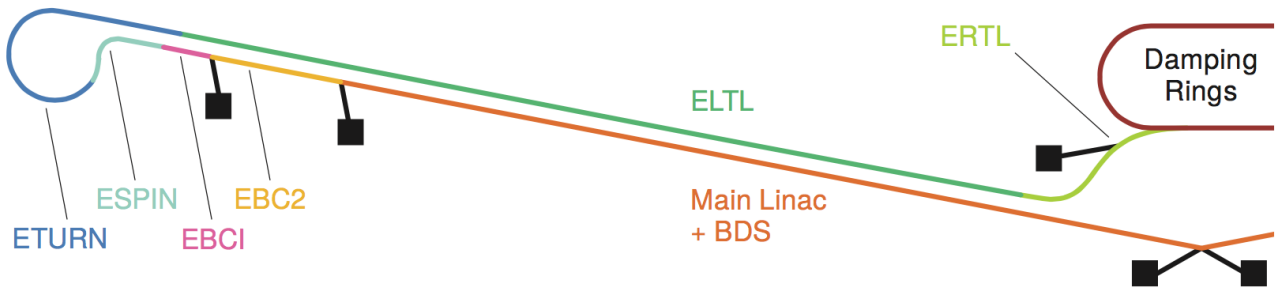 ERTL
Damping
Rings
ELTL
ESPIN
EBC2
Main Linac
+ BDS
ETURN
EBCI